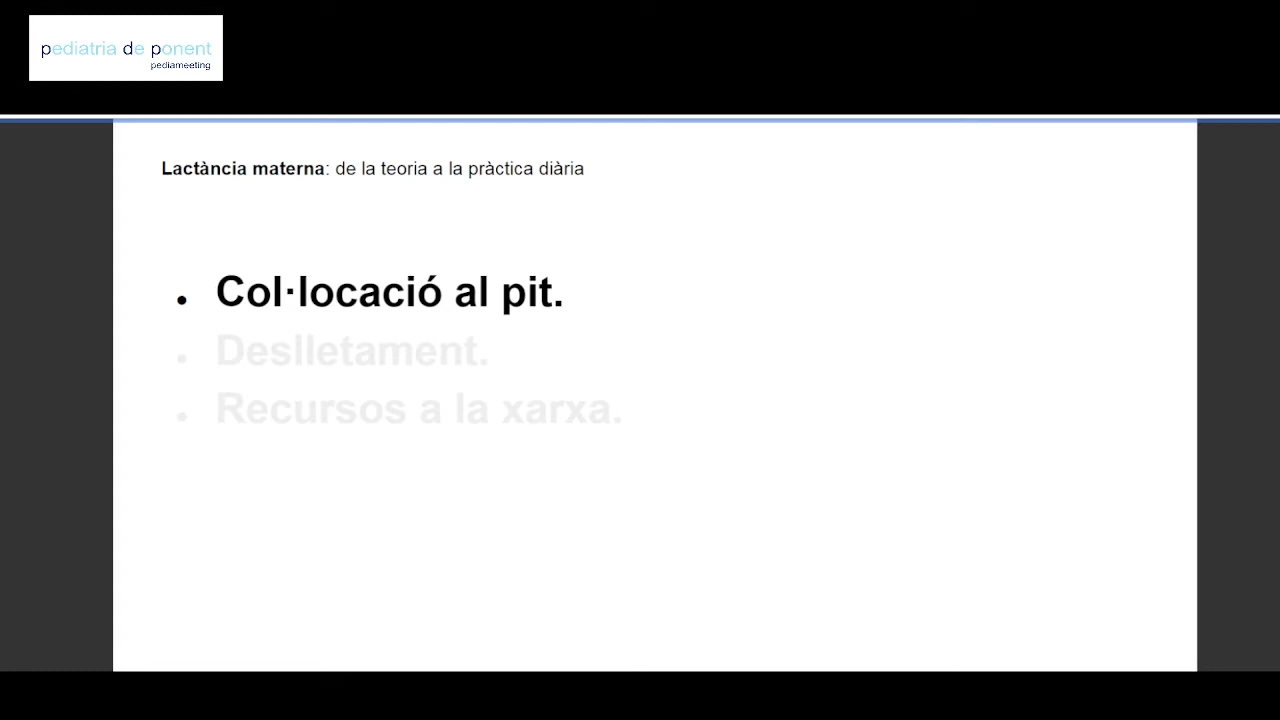 pediatria de ponent
pediameeting
Lactància materna: de la teoria a la pràctica diària
• Col·locació al pit.
• Deslletament.
• Recursos a la xarxa.